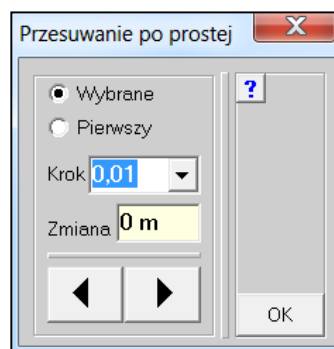 Przesuwanie po prostej
Wybrane
Pierwszy
Krok 0,01
Zmiana 0 m
?
OK